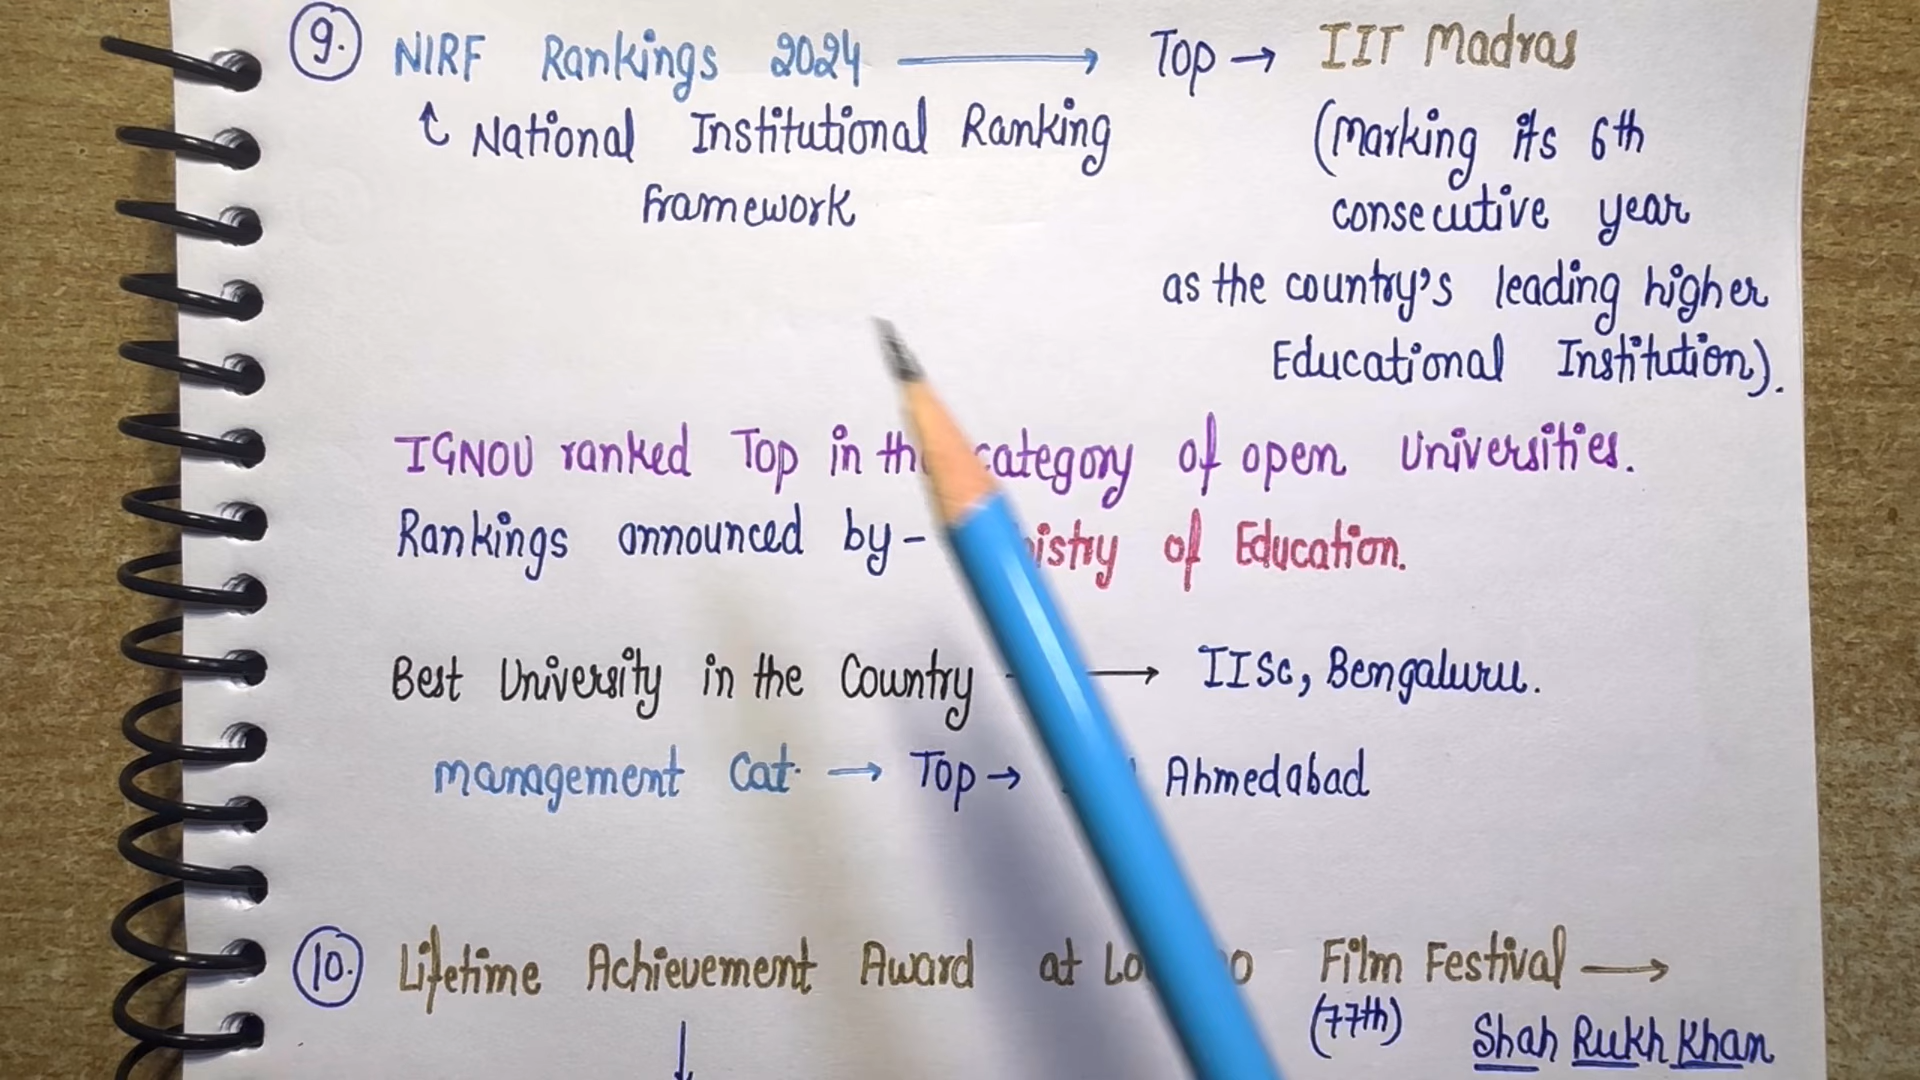 9. NIRF Rankings 2024 → Top → IIT Madras
National Institutional Ranking (Marking its 6th
Framework consecutive year
as the country's leading higher
Educational Institution).
IGNOU ranked Top in the category of open Universities.
Rankings announced by - of Education.
Best University in the Country → IISc, Bengaluru.
Management Cat. → Top → Ahmedabad
10. Lifetime Achievement Award at Film Festival →
(77th) Shah Rukh Khan